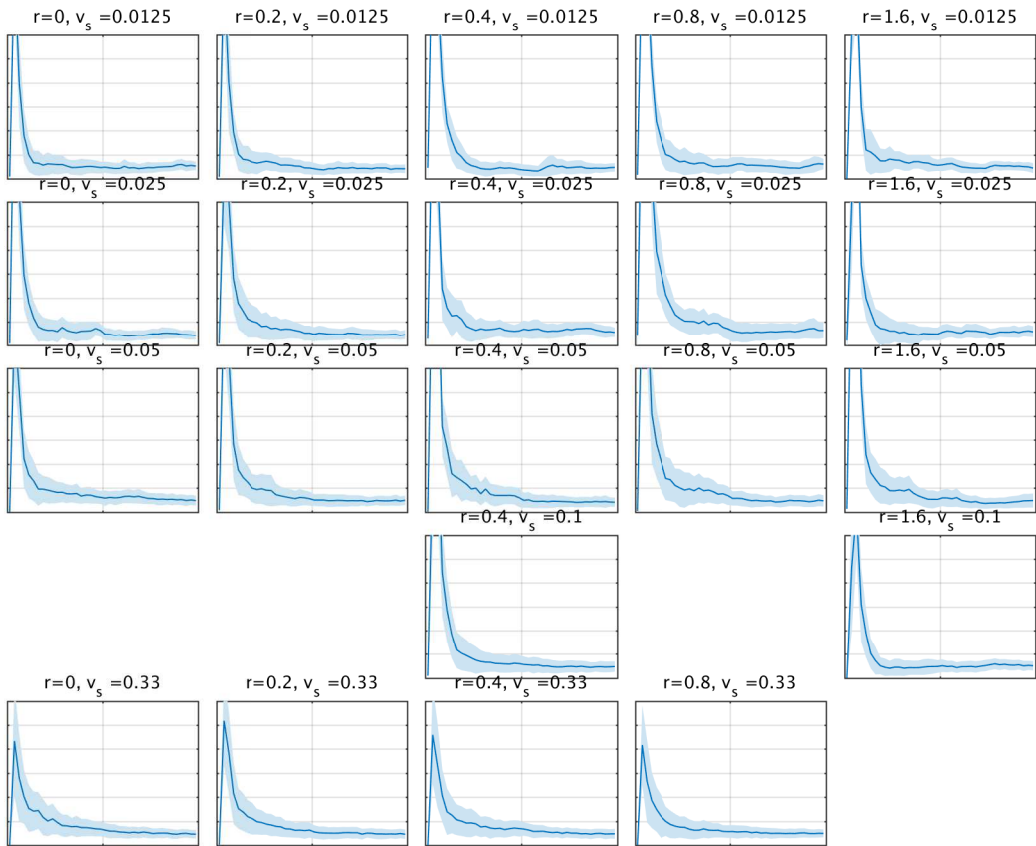 r=0, v_s =0.0125
r=0.2, v_s =0.0125
r=0.4, v_s =0.0125
r=0.8, v_s =0.0125
r=1.6, v_s =0.0125
r=0, v_s =0.025
r=0.2, v_s =0.025
r=0.4, v_s =0.025
r=0.8, v_s =0.025
r=1.6, v_s =0.025
r=0, v_s =0.05
r=0.2, v_s =0.05
r=0.4, v_s =0.05
r=0.8, v_s =0.05
r=1.6, v_s =0.05
r=0.4, v_s =0.1
r=1.6, v_s =0.1
r=0, v_s =0.33
r=0.2, v_s =0.33
r=0.4, v_s =0.33
r=0.8, v_s =0.33